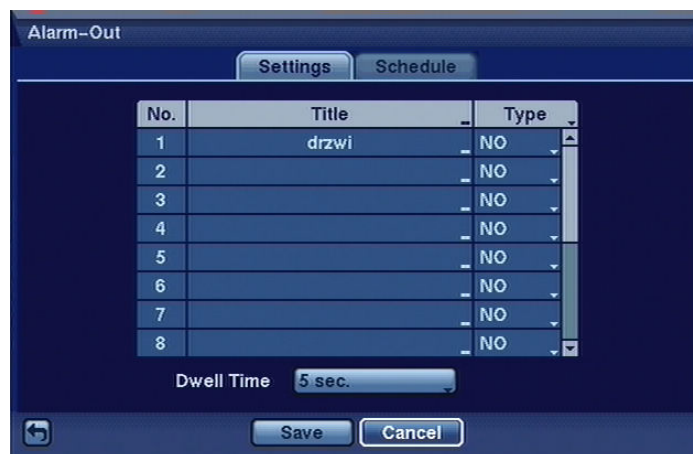 Alarm-Out
Settings Schedule
No. Title Type
1 drzwi NO
2 NO
3 NO
4 NO
5 NO
6 NO
7 NO
8 NO
Dwell Time 5 sec.
Save Cancel